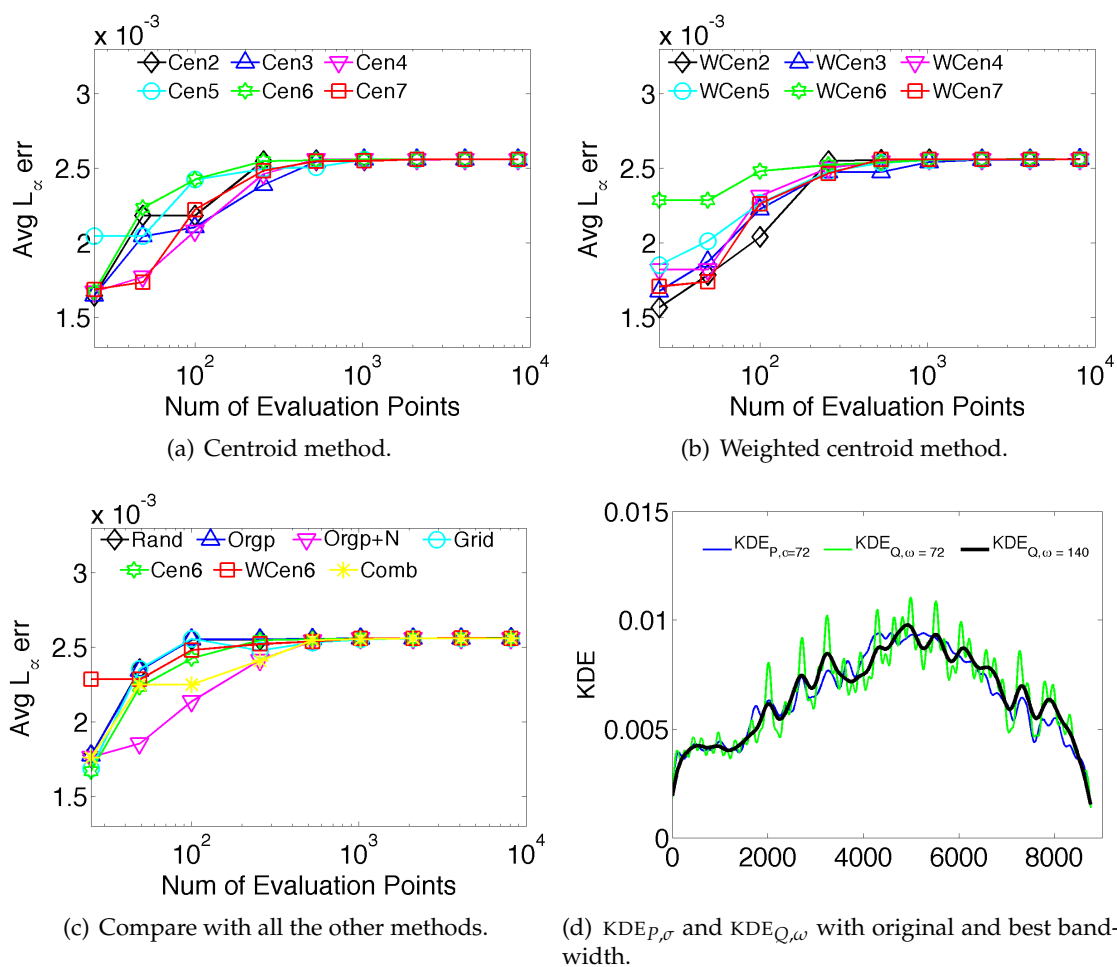 x 10^-3
Cen2 Cen3 Cen4
Cen5 Cen6 Cen7
3
2.5
2
1.5
Avg L_α err
10^2 10^3 10^4
Num of Evaluation Points
(a) Centroid method.
x 10^-3
WCen2 WCen3 WCen4
WCen5 WCen6 WCen7
3
2.5
2
1.5
Avg L_α err
10^2 10^3 10^4
Num of Evaluation Points
(b) Weighted centroid method.
x 10^-3
Rand Orgp Orgp+N Grid
Cen6 WCen6 Comb
3
2.5
2
1.5
Avg L_α err
10^2 10^3 10^4
Num of Evaluation Points
(c) Compare with all the other methods.
0.015
KDE_P,σ=72 KDE_Q,ω = 72 KDE_Q,ω = 140
0.01
0.005
0
KDE
0 2000 4000 6000 8000
(d) KDE_P,σ and KDE_Q,ω with original and best band-
width.